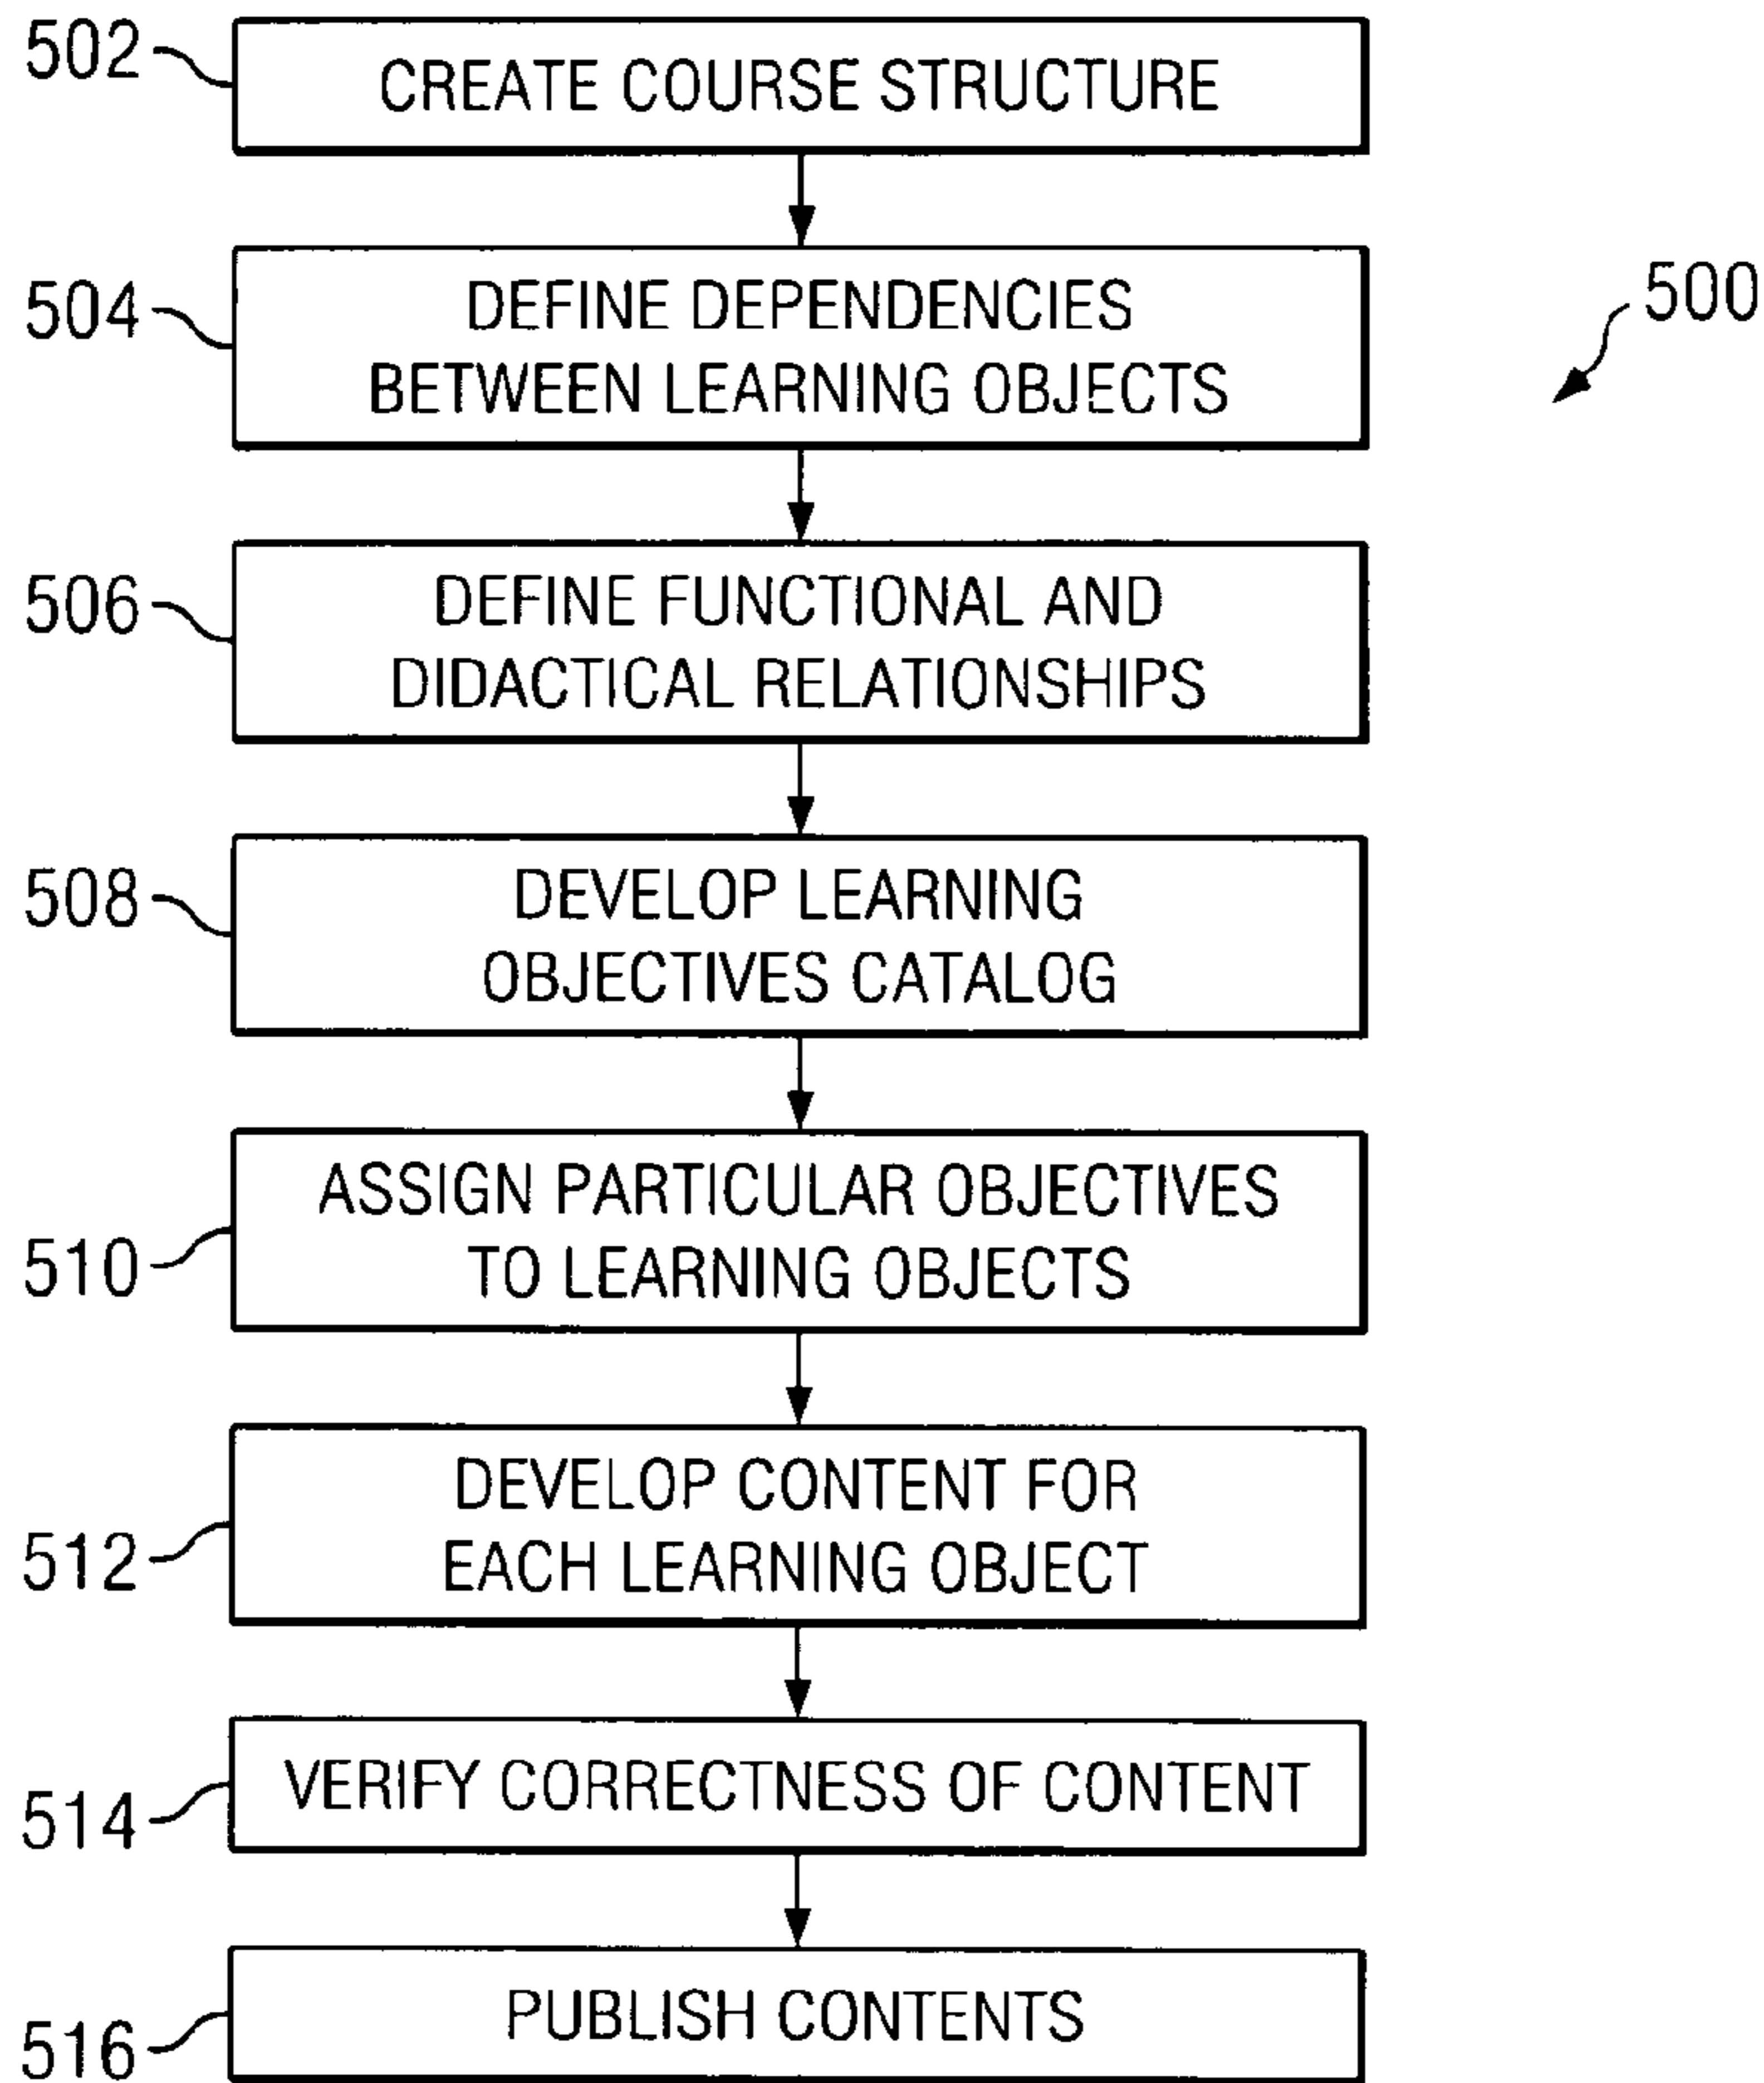 502
CREATE COURSE STRUCTURE
504
DEFINE DEPENDENCIES
BETWEEN LEARNING OBJECTS
500
506
DEFINE FUNCTIONAL AND
DIDACTICAL RELATIONSHIPS
508
DEVELOP LEARNING
OBJECTIVES CATALOG
510
ASSIGN PARTICULAR OBJECTIVES
TO LEARNING OBJECTS
512
DEVELOP CONTENT FOR
EACH LEARNING OBJECT
514
VERIFY CORRECTNESS OF CONTENT
516
PUBLISH CONTENTS